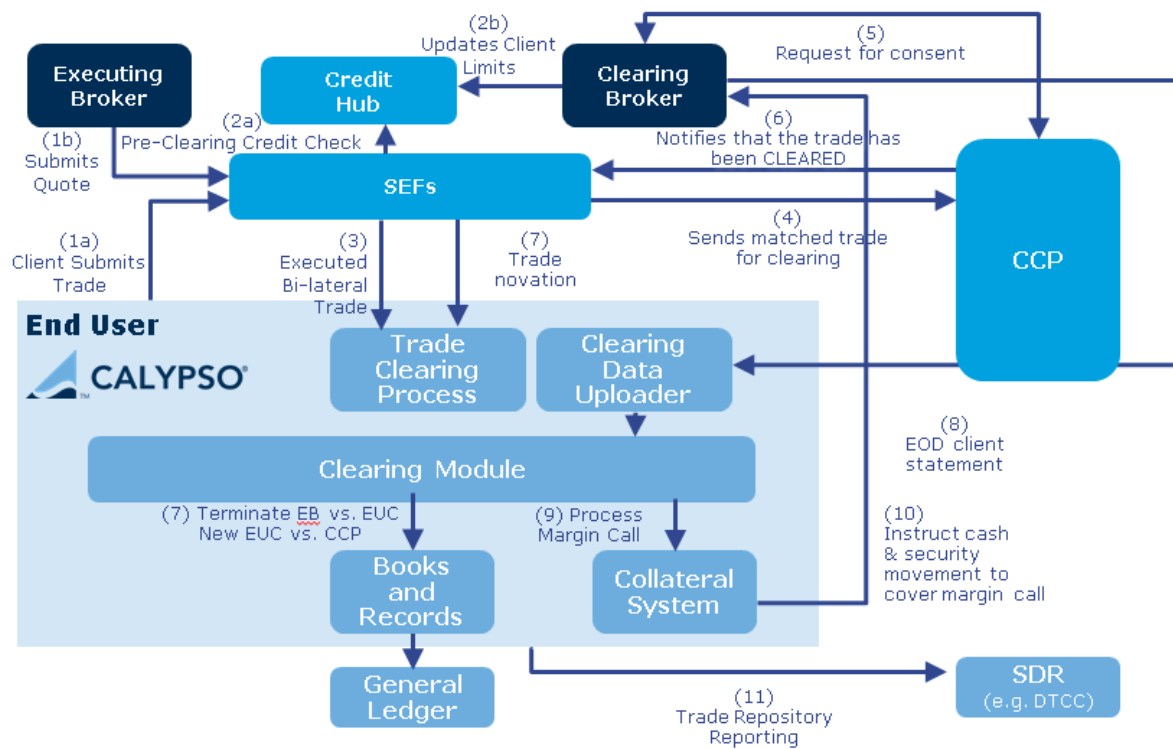 Executing
Broker
(1b)
Submits
Quote
(2a)
Pre-Clearing Credit Check
Credit
Hub
(2b)
Updates Client
Limits
Clearing
Broker
(5)
Request for consent
(6)
Notifies that the trade has
been CLEARED
SEFs
(1a)
Client Submits
Trade
(3)
Executed
Bi-lateral
Trade
(7)
Trade
novation
(4)
Sends matched trade
for clearing
CCP
End User
CALYPSO®
TM
Trade
Clearing
Process
Clearing
Data
Uploader
Clearing Module
(8)
EOD client
statement
(7) Terminate EB vs. EUC
New EUC vs. CCP
(9) Process
Margin Call
(10)
Instruct cash
& security
movement to
cover margin call
Books
and
Records
Collateral
System
General
Ledger
(11)
Trade Repository
Reporting
SDR
(e.g. DTCC)